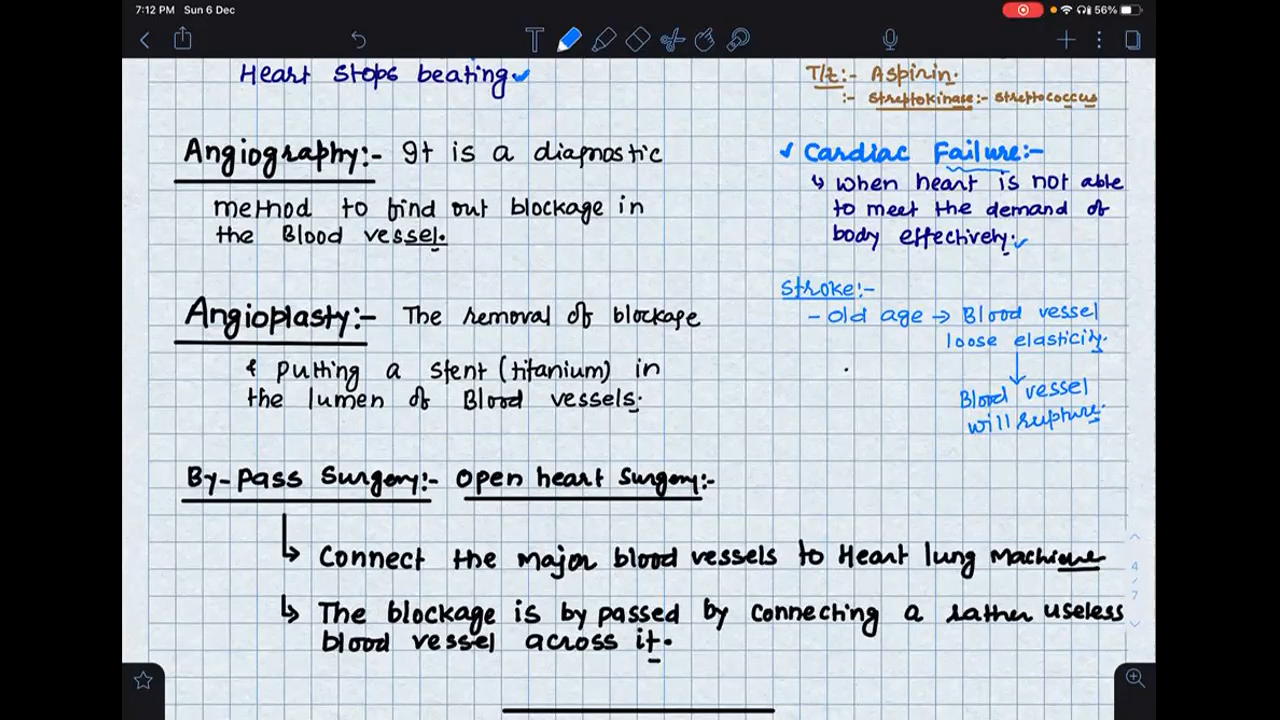 7:12 PM Sun 6 Dec
56%
Heart stops beating
T/t:- Aspirin.
:- Streptokinase:- Streptococcus
Angiography:- It is a diagnostic
method to find out blockage in
the Blood vessel.
Cardiac Failure:-
when heart is not able
to meet the demand of
body effectively.
Stroke:-
- old age → Blood vessel
loose elasticity.
Blood vessel
will rupture.
Angioplasty:- The removal of blockage
& putting a stent (titanium) in
the lumen of Blood vessels.
By-pass Surgery:- Open heart Surgery:-
Connect the major blood vessels to Heart lung machine
The blockage is by passed by connecting a rather useless
blood vessel across it.
4
7